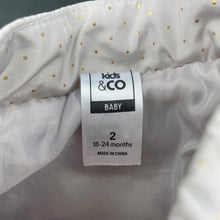 kids
&CO
BABY
2
18-24 months
MADE IN CHINA